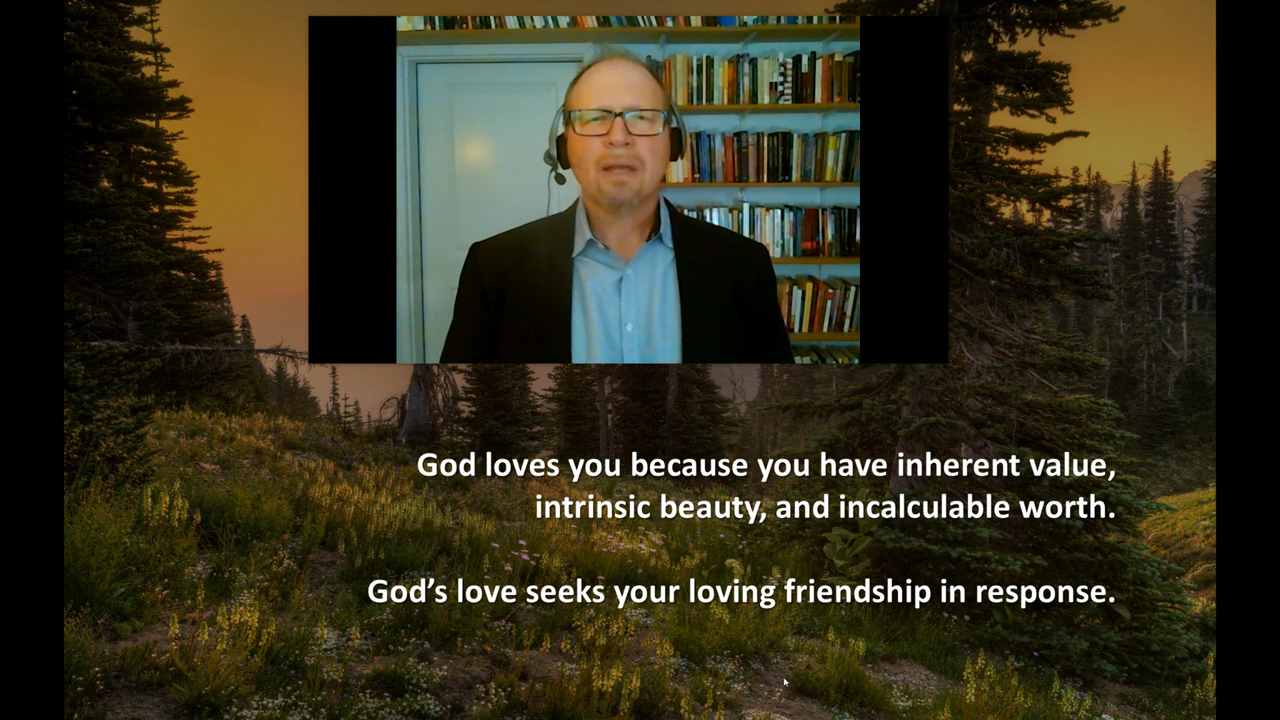 God loves you because you have inherent value,
intrinsic beauty, and incalculable worth.
God’s love seeks your loving friendship in response.